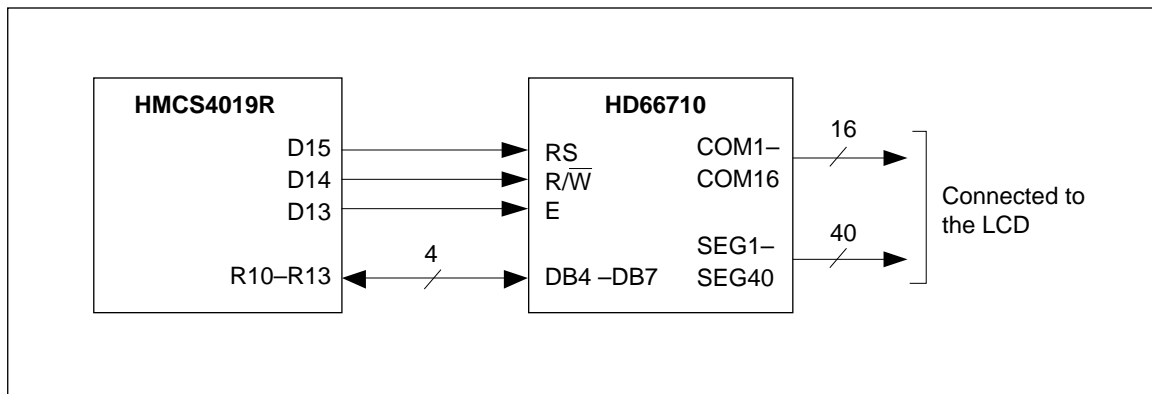 HMCS4019R
D15
D14
D13
R10–R13
4
HD66710
RS
R/W̅
E
DB4 –DB7
COM1–
COM16
SEG1–
SEG40
16
40
Connected to
the LCD